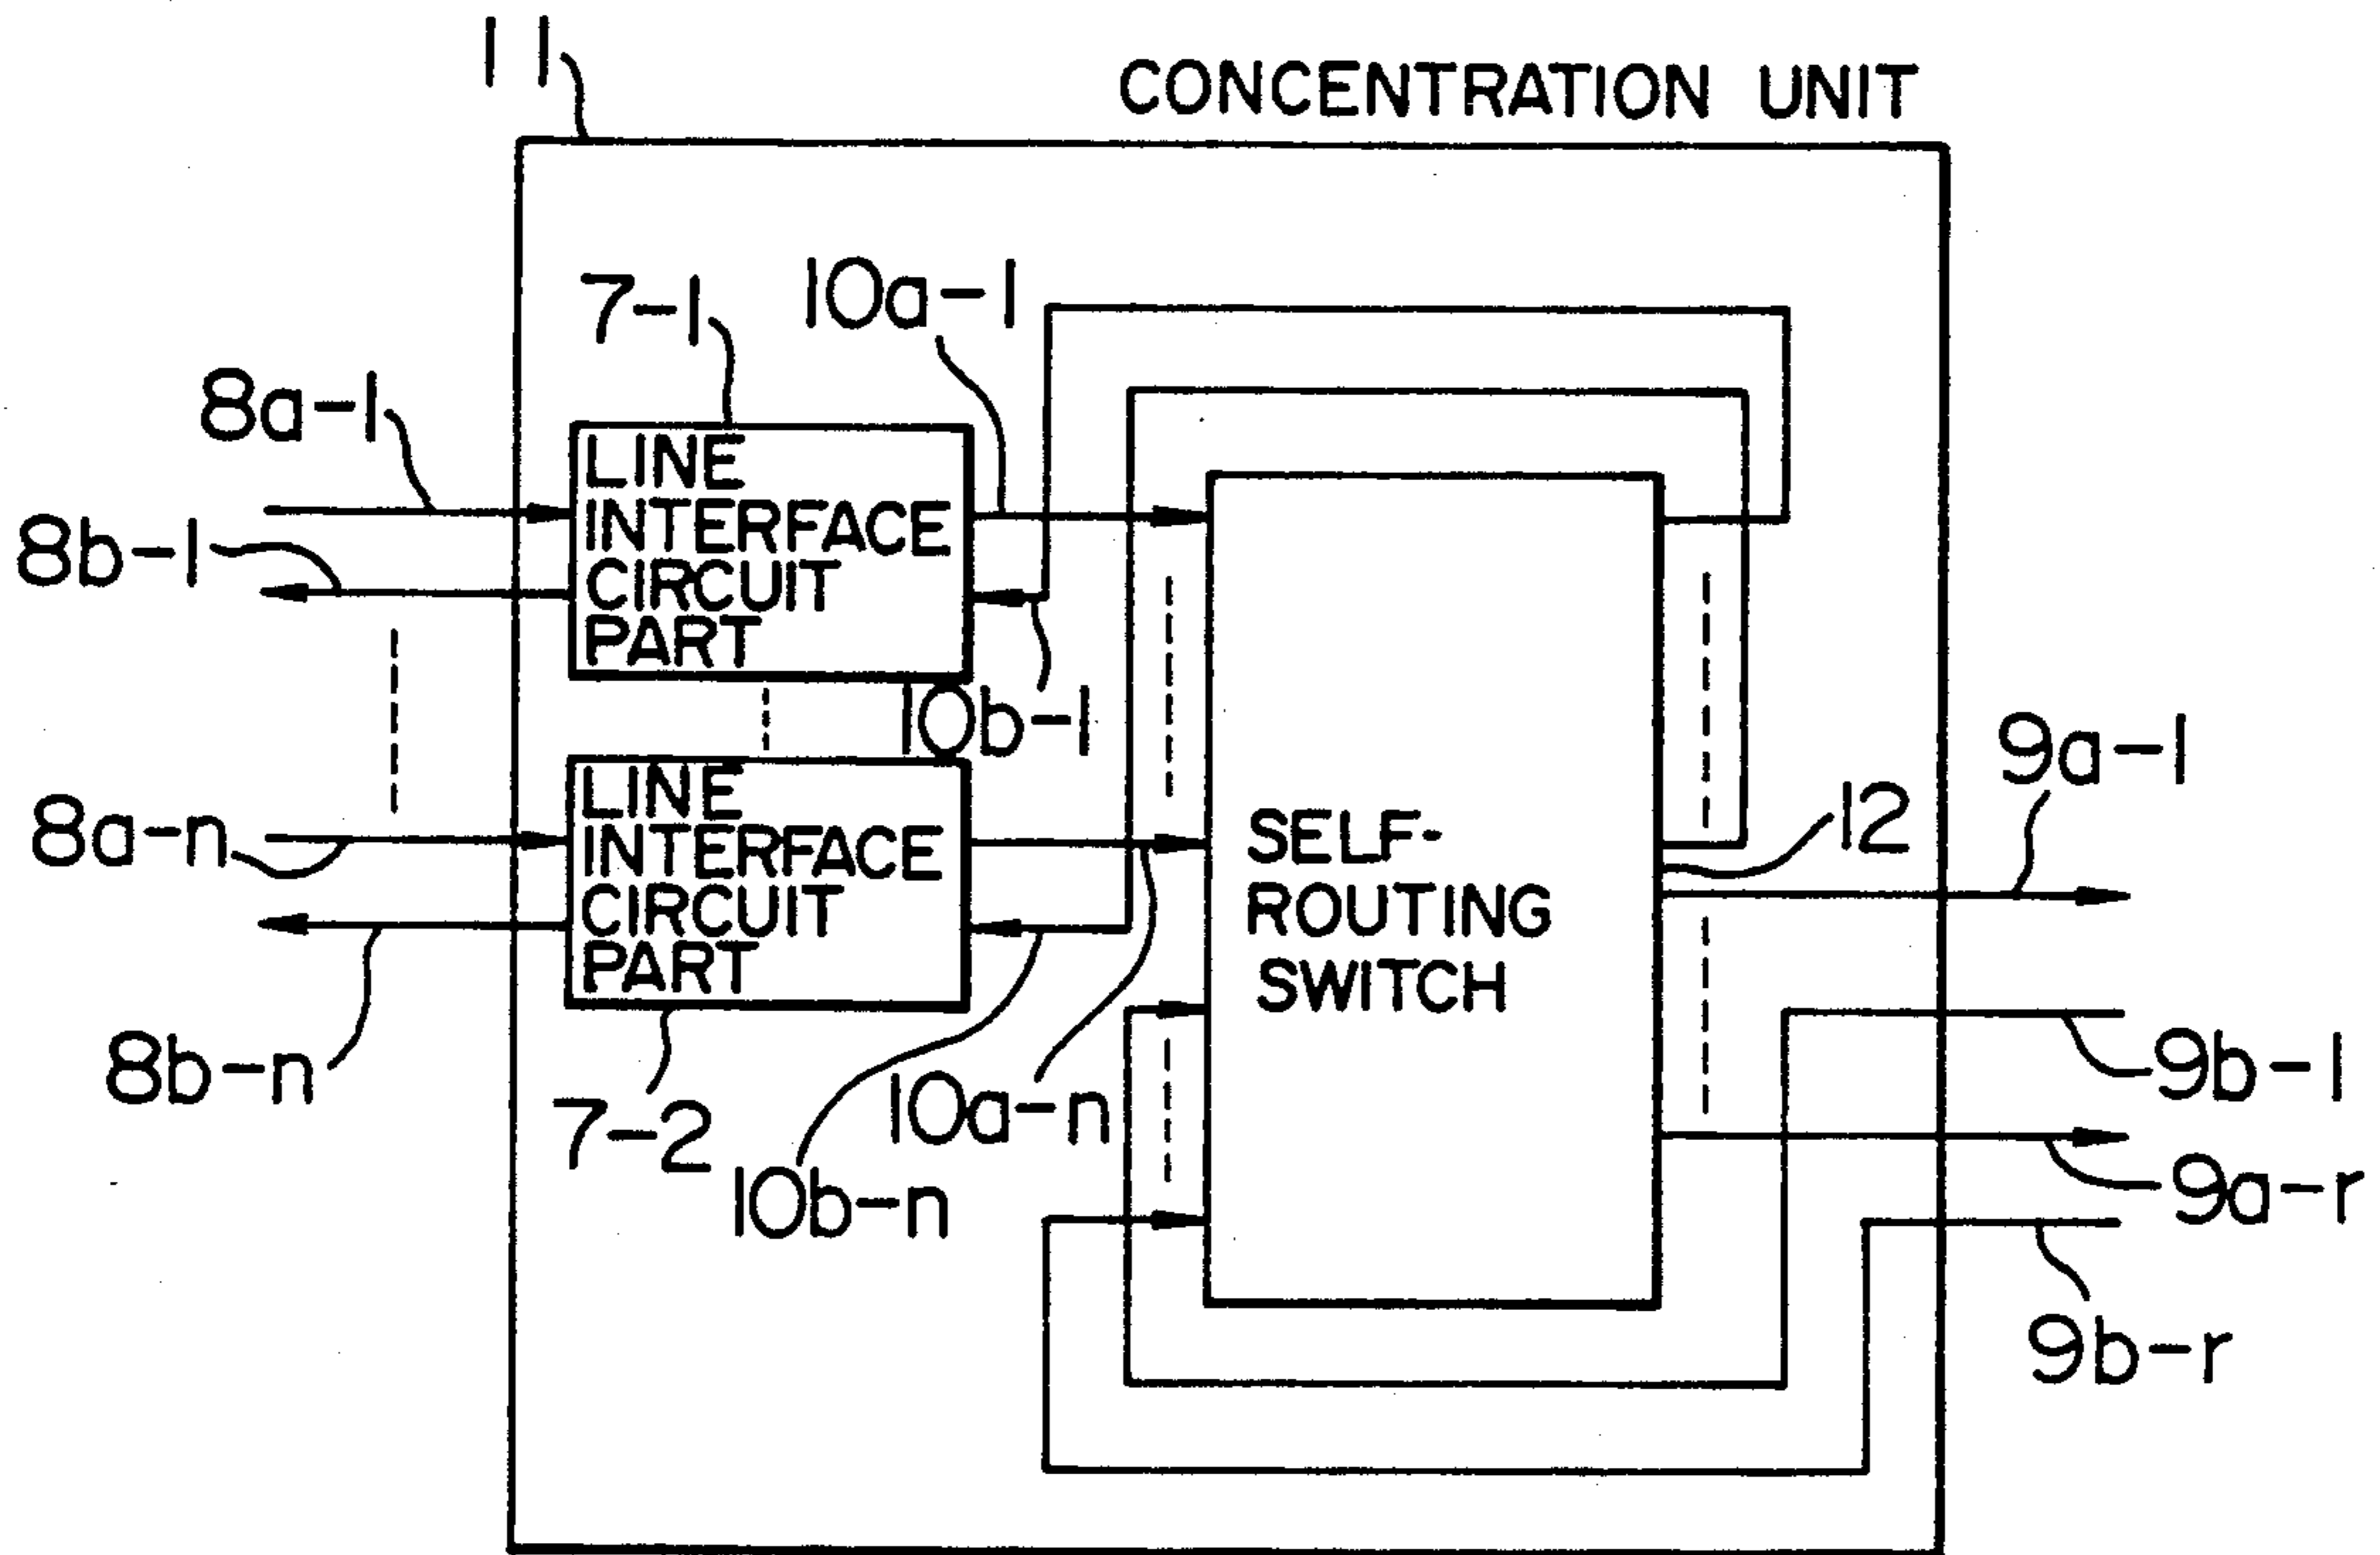 11
CONCENTRATION UNIT
7-1
10a-1
8a-1
LINE
INTERFACE
CIRCUIT
PART
8b-1
10b-1
9a-1
LINE
INTERFACE
CIRCUIT
PART
8a-n
SELF-
ROUTING
SWITCH
12
8b-n
7-2
10a-n
10b-n
9b-1
9a-r
9b-r